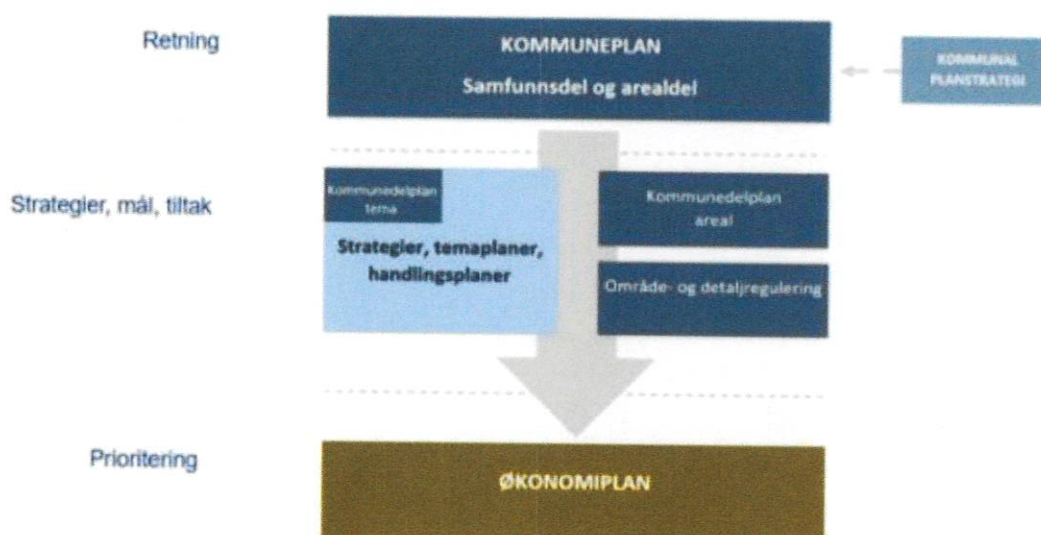 Retning
KOMMUNEPLAN
Samfunnsdel og arealdel
KOMMUNAL
PLANSTRATEGI
Strategier, mål, tiltak
Kommunedelplan
tema
Strategier, temaplaner,
handlingsplaner
Kommunedelplan
areal
Område- og detaljregulering
Prioritering
ØKONOMIPLAN